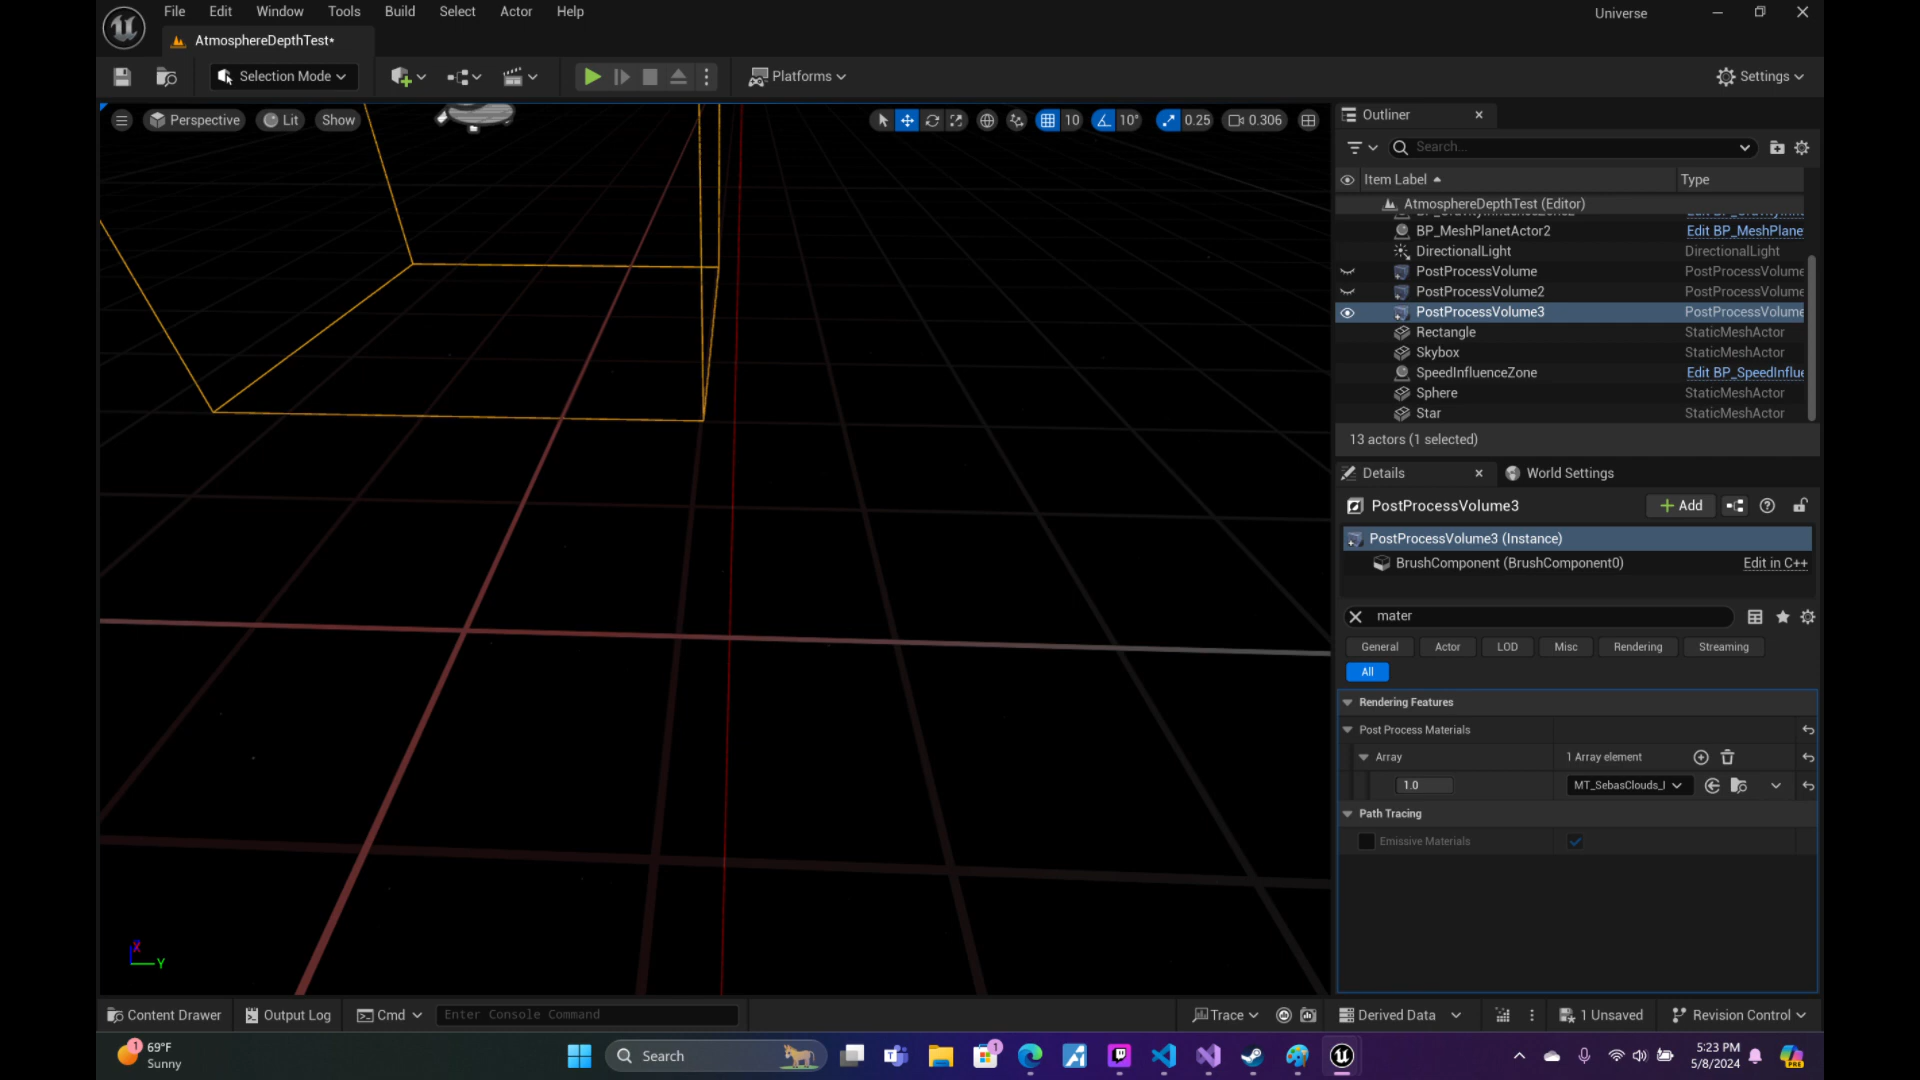 File Edit Window Tools Build Select Actor Help
Universe
AtmosphereDepthTest*
Selection Mode
Platforms
Settings
Perspective Lit Show
10 10° 0.25 0.306
Outliner
Search...
Item Label Type
AtmosphereDepthTest (Editor)
BP_MeshPlanetActor2 Edit BP_MeshPlane
DirectionalLight DirectionalLight
PostProcessVolume PostProcessVolume
PostProcessVolume2 PostProcessVolume
PostProcessVolume3 PostProcessVolume
Rectangle StaticMeshActor
Skybox StaticMeshActor
SpeedInfluenceZone Edit BP_SpeedInflue
Sphere StaticMeshActor
Star StaticMeshActor
13 actors (1 selected)
Details World Settings
PostProcessVolume3 Add
PostProcessVolume3 (Instance)
BrushComponent (BrushComponent0) Edit in C++
mater
General Actor LOD Misc Rendering Streaming
All
Rendering Features
Post Process Materials
Array 1 Array element
1.0 MT_SebasClouds_I
Path Tracing
Emissive Materials
X
Y
Content Drawer Output Log Cmd Enter Console Command Trace Derived Data 1 Unsaved Revision Control
1 69°F
Sunny
Search
1
5:23 PM
5/8/2024
PRE